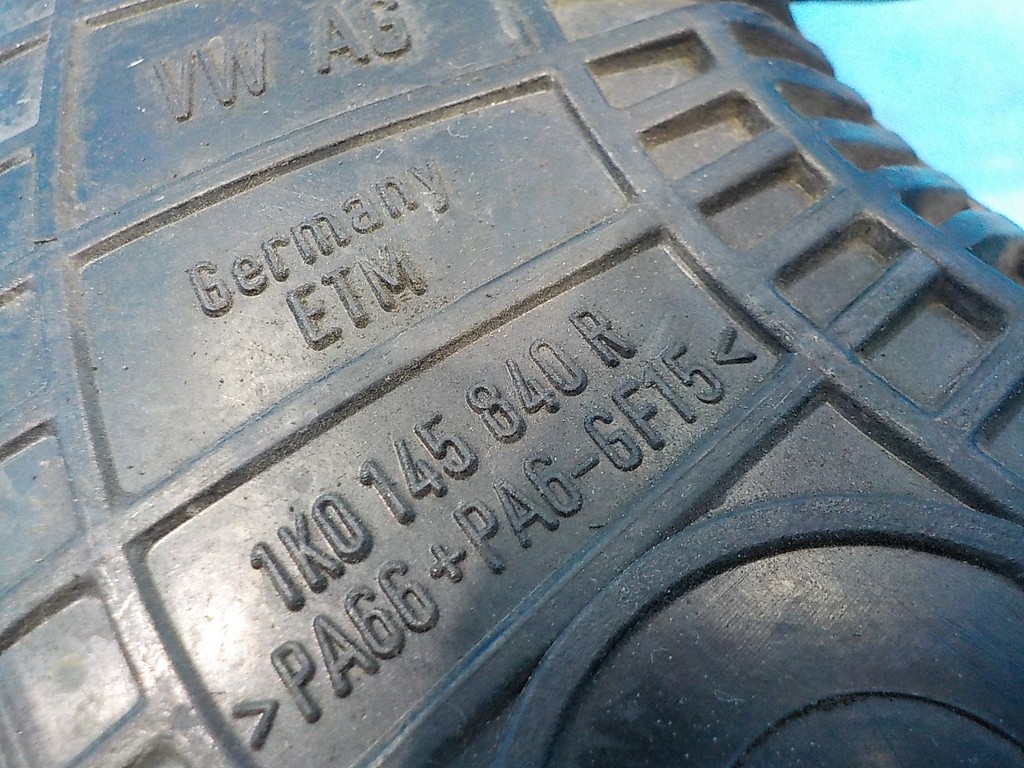 VW AG
Germany
ETM
1K0 145 840 R
>PA66+PA6-GF15<